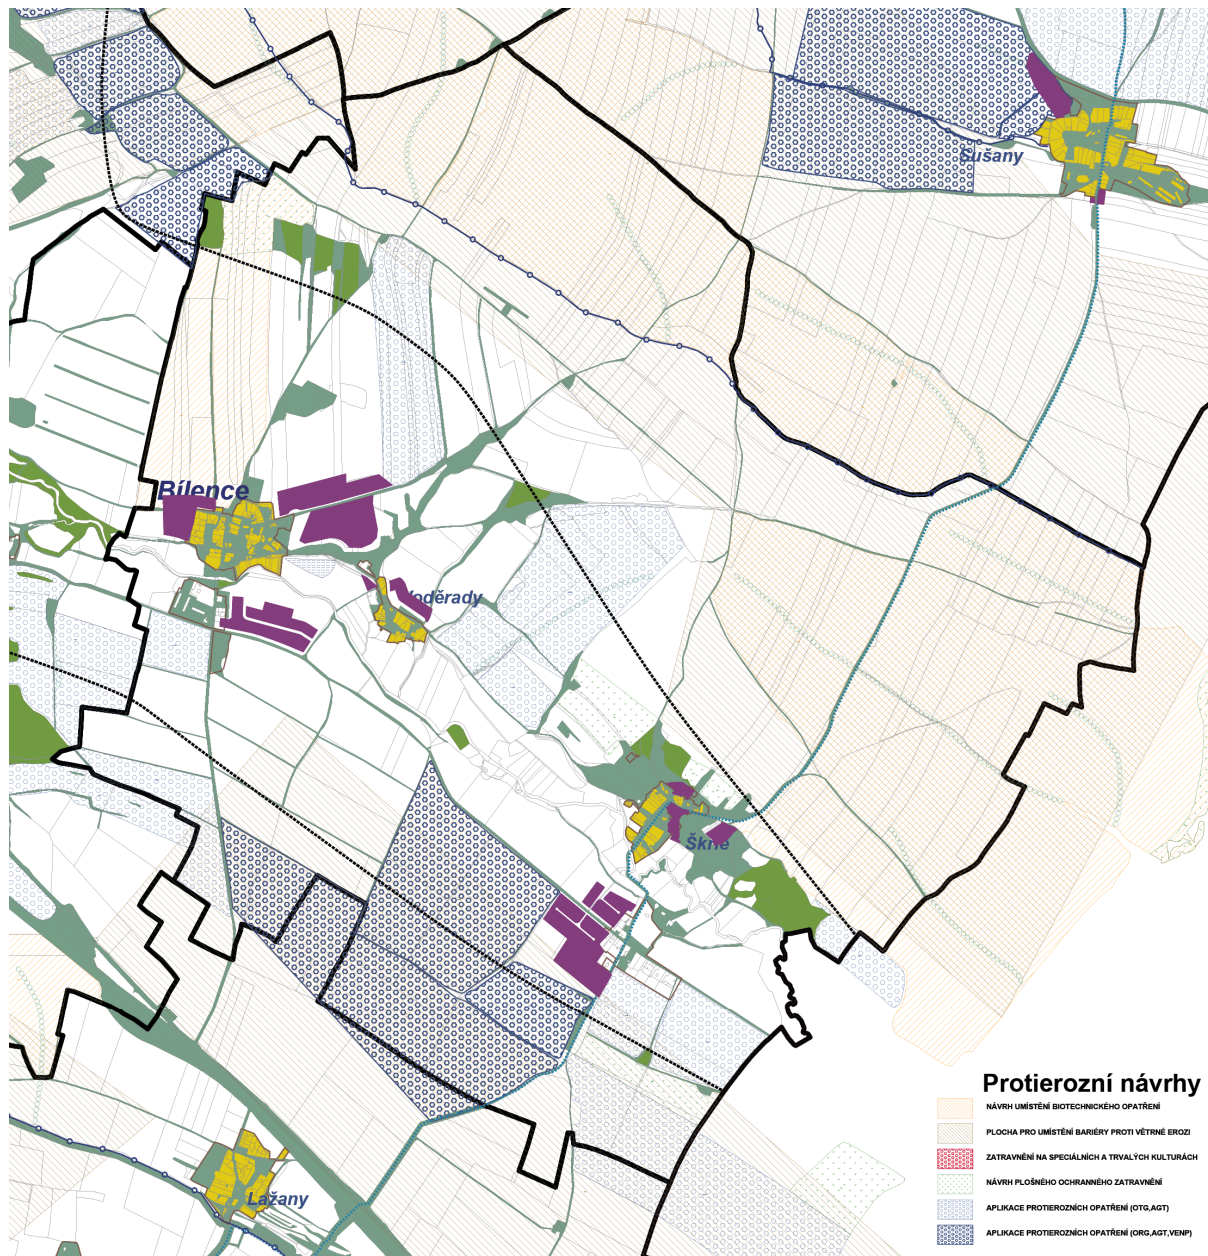 Sušany
Bílence
Voděrady
Škrle
Lažany
Protierozní návrhy
NÁVRH UMÍSTĚNÍ BIOTECHNICKÉHO OPATŘENÍ
PLOCHA PRO UMÍSTĚNÍ BARIÉRY PROTI VĚTRNÉ EROZI
ZATRAVNĚNÍ NA SPECIÁLNÍCH A TRVALÝCH KULTURÁCH
NÁVRH PLOŠNÉHO OCHRANNÉHO ZATRAVNĚNÍ
APLIKACE PROTIEROZNÍCH OPATŘENÍ (OTG,AGT)
APLIKACE PROTIEROZNÍCH OPATŘENÍ (ORG,AGT,VENP)